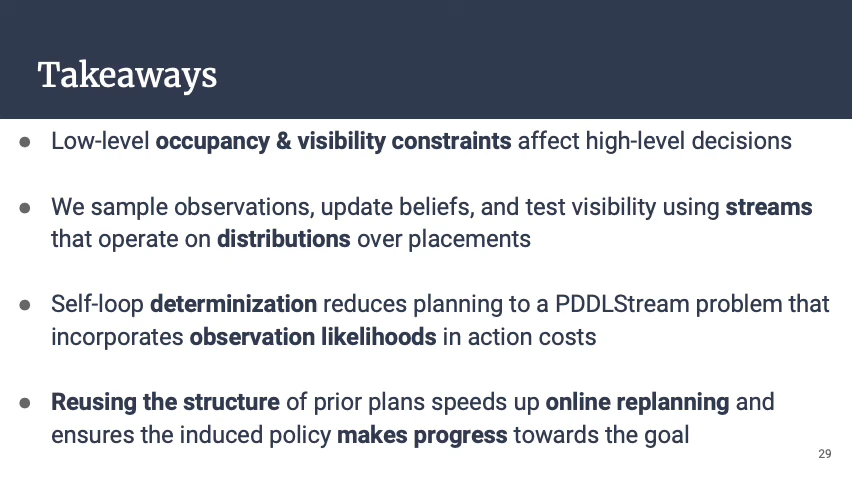 Takeaways
● Low-level occupancy & visibility constraints affect high-level decisions
● We sample observations, update beliefs, and test visibility using streams
that operate on distributions over placements
● Self-loop determinization reduces planning to a PDDLStream problem that
incorporates observation likelihoods in action costs
● Reusing the structure of prior plans speeds up online replanning and
ensures the induced policy makes progress towards the goal
29